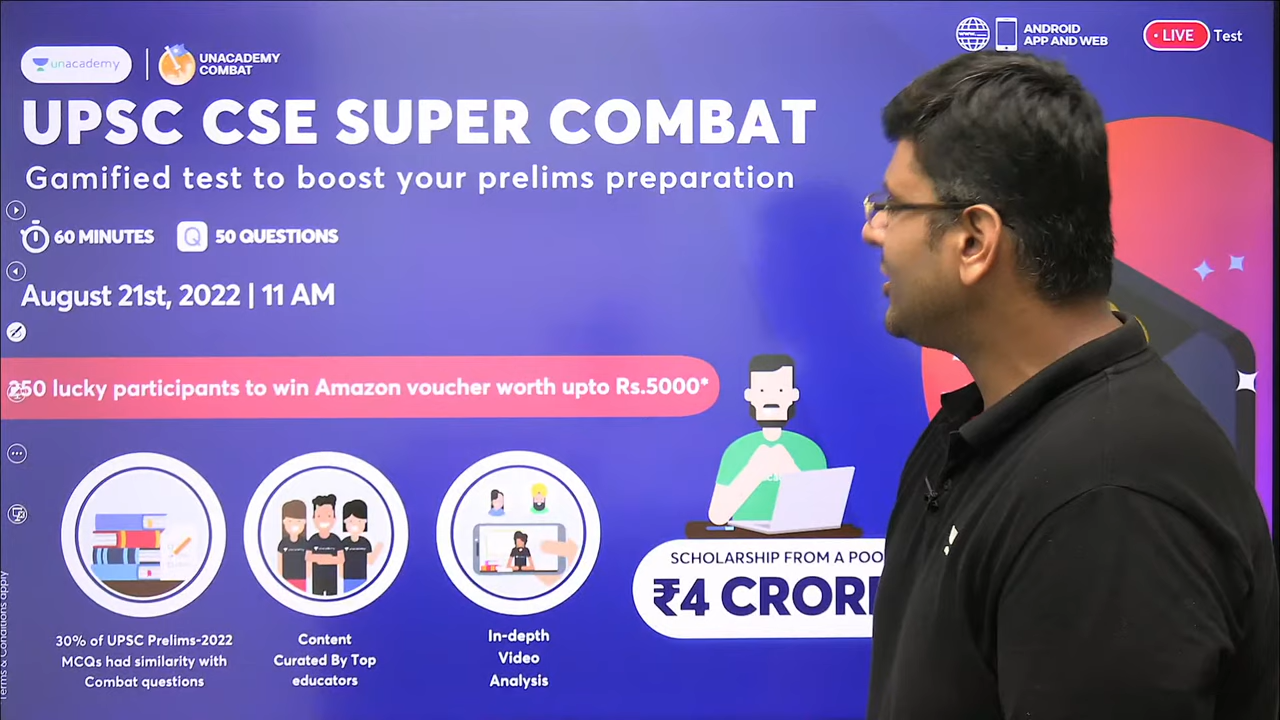 unacademy
UNACADEMY
COMBAT
ANDROID
APP AND WEB
LIVE Test
UPSC CSE SUPER COMBAT
Gamified test to boost your prelims preparation
60 MINUTES Q 50 QUESTIONS
August 21st, 2022 | 11 AM
250 lucky participants to win Amazon voucher worth upto Rs.5000*
SCHOLARSHIP FROM A
₹4
30% of UPSC Prelims-2022
MCQs had similarity with
Combat questions
Content
Curated By Top
educators
In-depth
Video
Analysis
Terms & Conditions apply